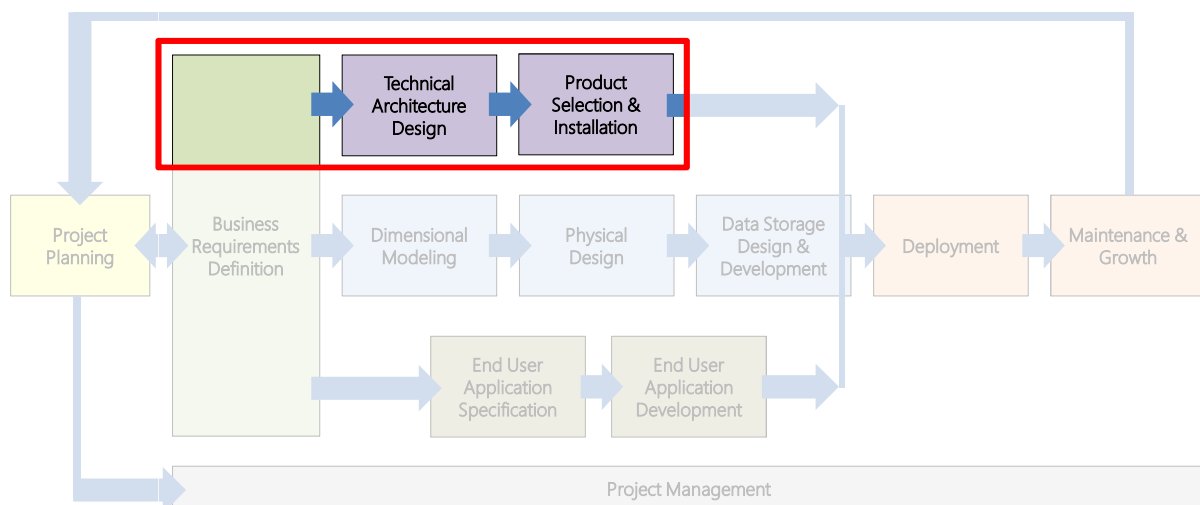 Technical
Architecture
Design
Product
Selection &
Installation
Project
Planning
Business
Requirements
Definition
Dimensional
Modeling
Physical
Design
Data Storage
Design &
Development
Deployment
Maintenance &
Growth
End User
Application
Specification
End User
Application
Development
Project Management